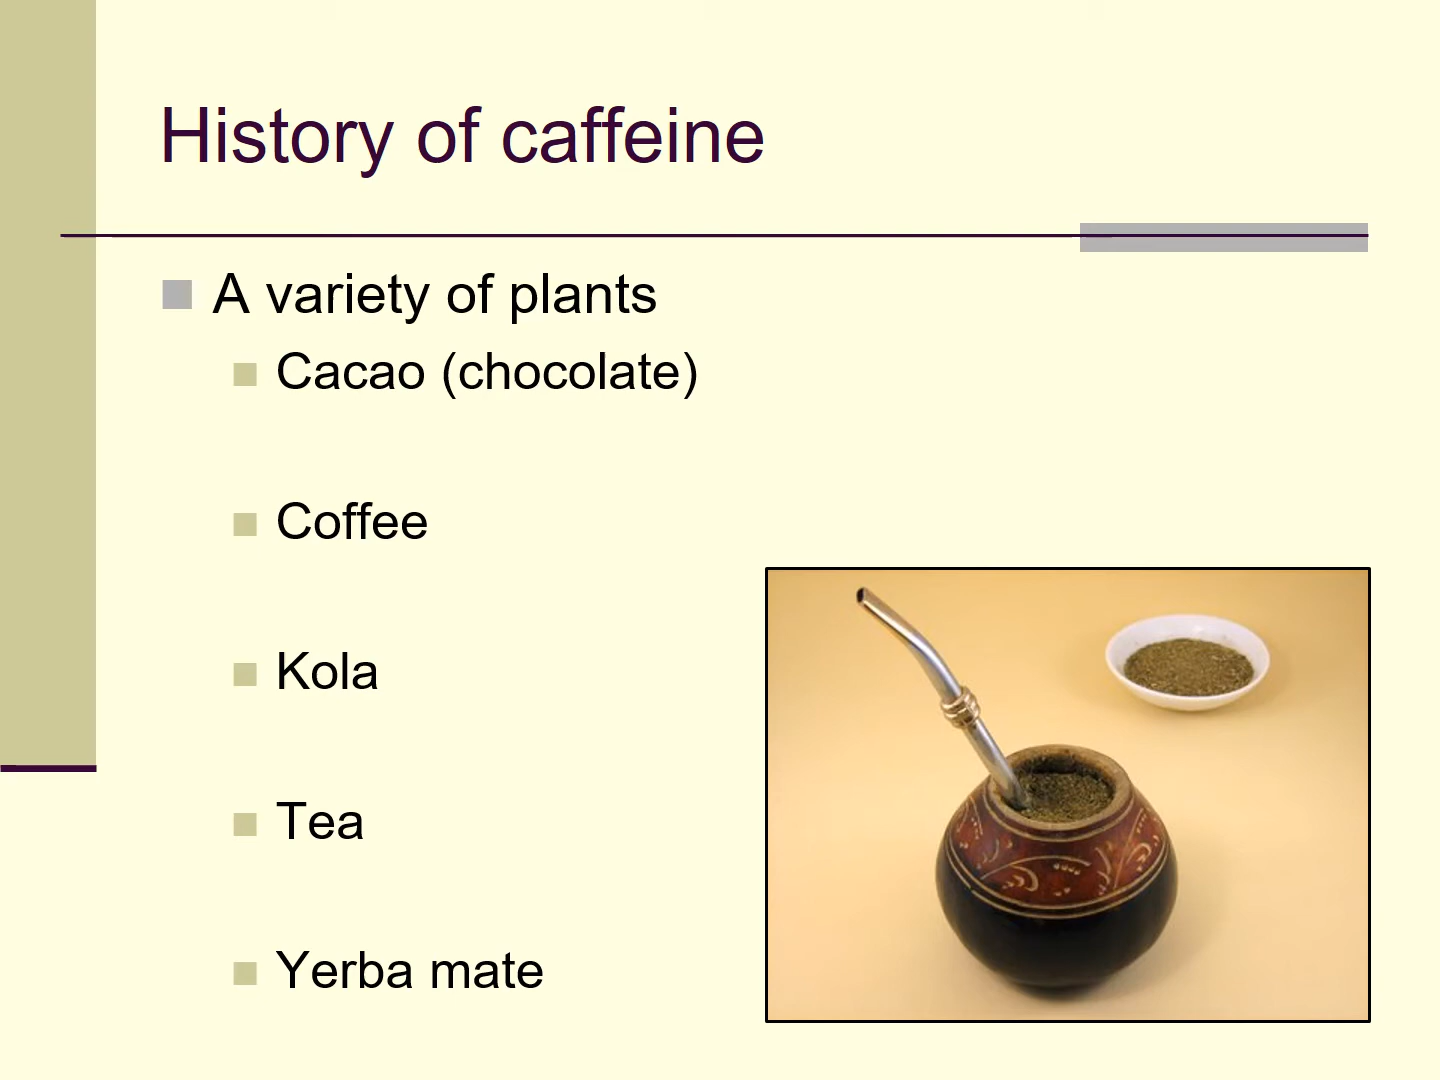 History of caffeine
A variety of plants
Cacao (chocolate)
Coffee
Kola
Tea
Yerba mate